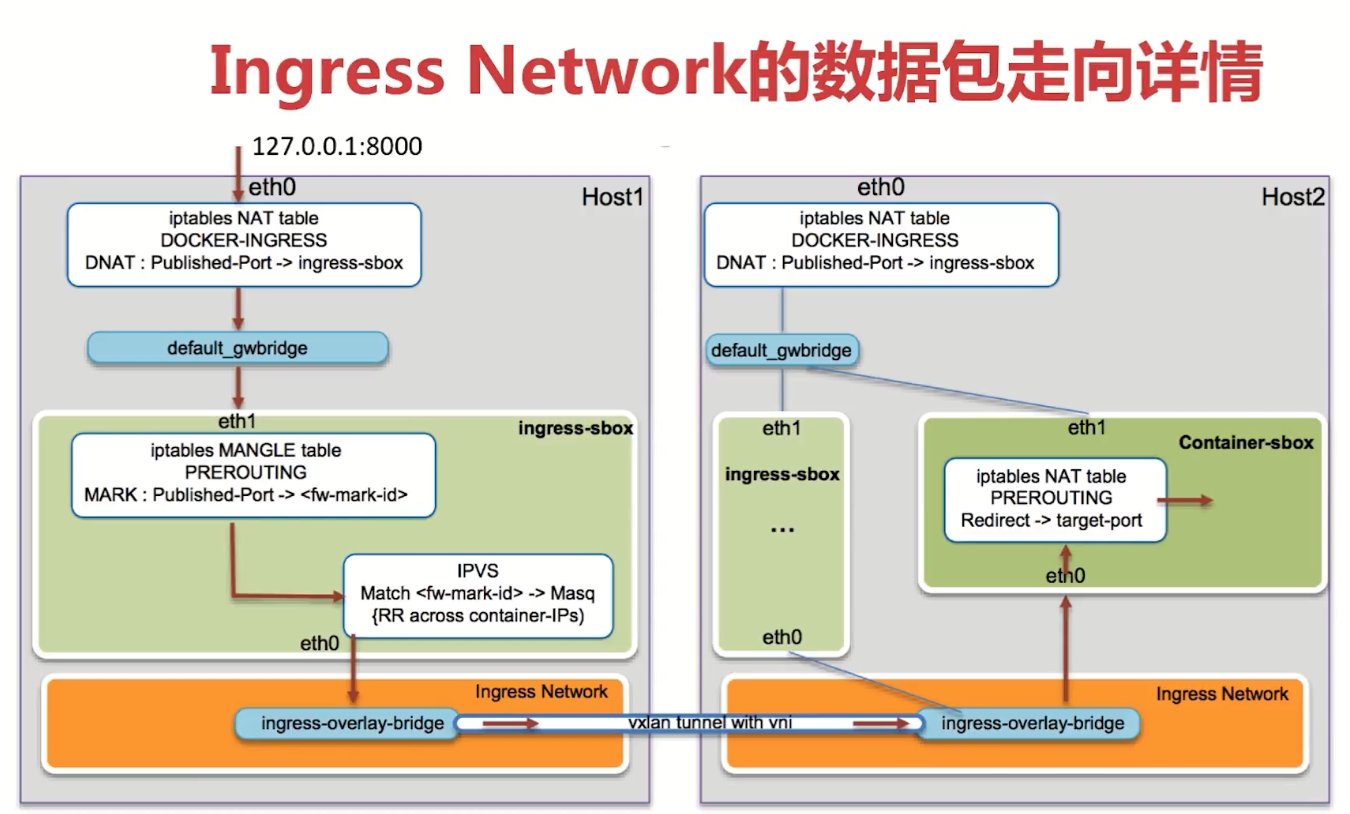 Ingress Network的数据包走向详情
127.0.0.1:8000
eth0
Host1
iptables NAT table
DOCKER-INGRESS
DNAT : Published-Port -> ingress-sbox
default_gwbridge
eth1
ingress-sbox
iptables MANGLE table
PREROUTING
MARK : Published-Port -> <fw-mark-id>
IPVS
Match <fw-mark-id> -> Masq
{RR across container-IPs)
eth0
Ingress Network
ingress-overlay-bridge
vxlan tunnel with vni
eth0
Host2
iptables NAT table
DOCKER-INGRESS
DNAT : Published-Port -> ingress-sbox
default_gwbridge
eth1
ingress-sbox
...
eth0
eth1
Container-sbox
iptables NAT table
PREROUTING
Redirect -> target-port
eth0
Ingress Network
ingress-overlay-bridge